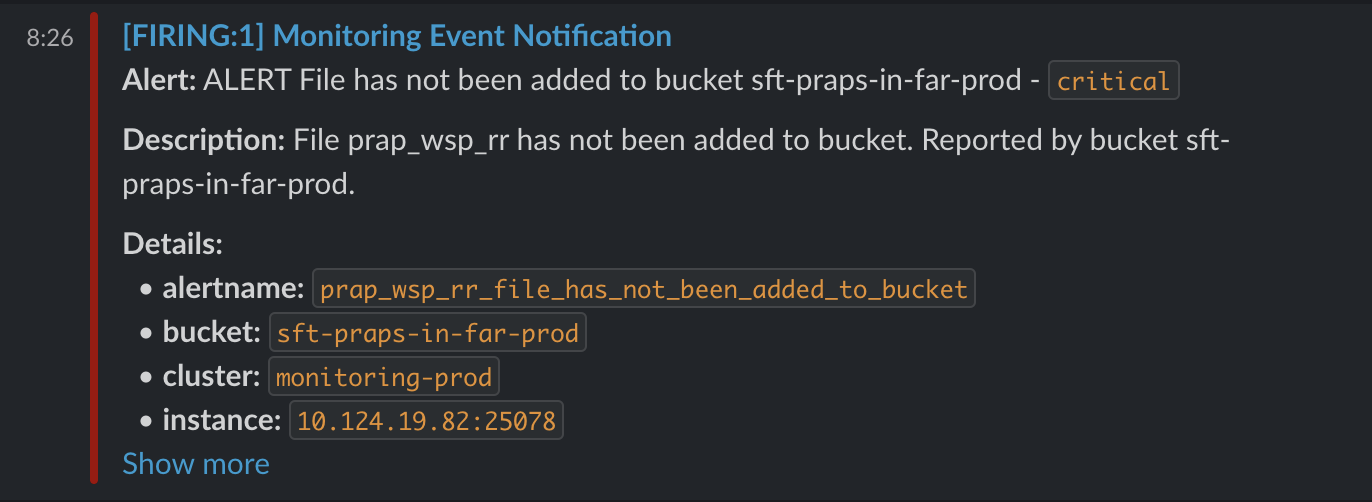 8:26
[FIRING:1] Monitoring Event Notification
Alert: ALERT File has not been added to bucket sft-praps-in-far-prod - critical
Description: File prap_wsp_rr has not been added to bucket. Reported by bucket sft-
praps-in-far-prod.
Details:
• alertname: prap_wsp_rr_file_has_not_been_added_to_bucket
• bucket: sft-praps-in-far-prod
• cluster: monitoring-prod
• instance: 10.124.19.82:25078
Show more